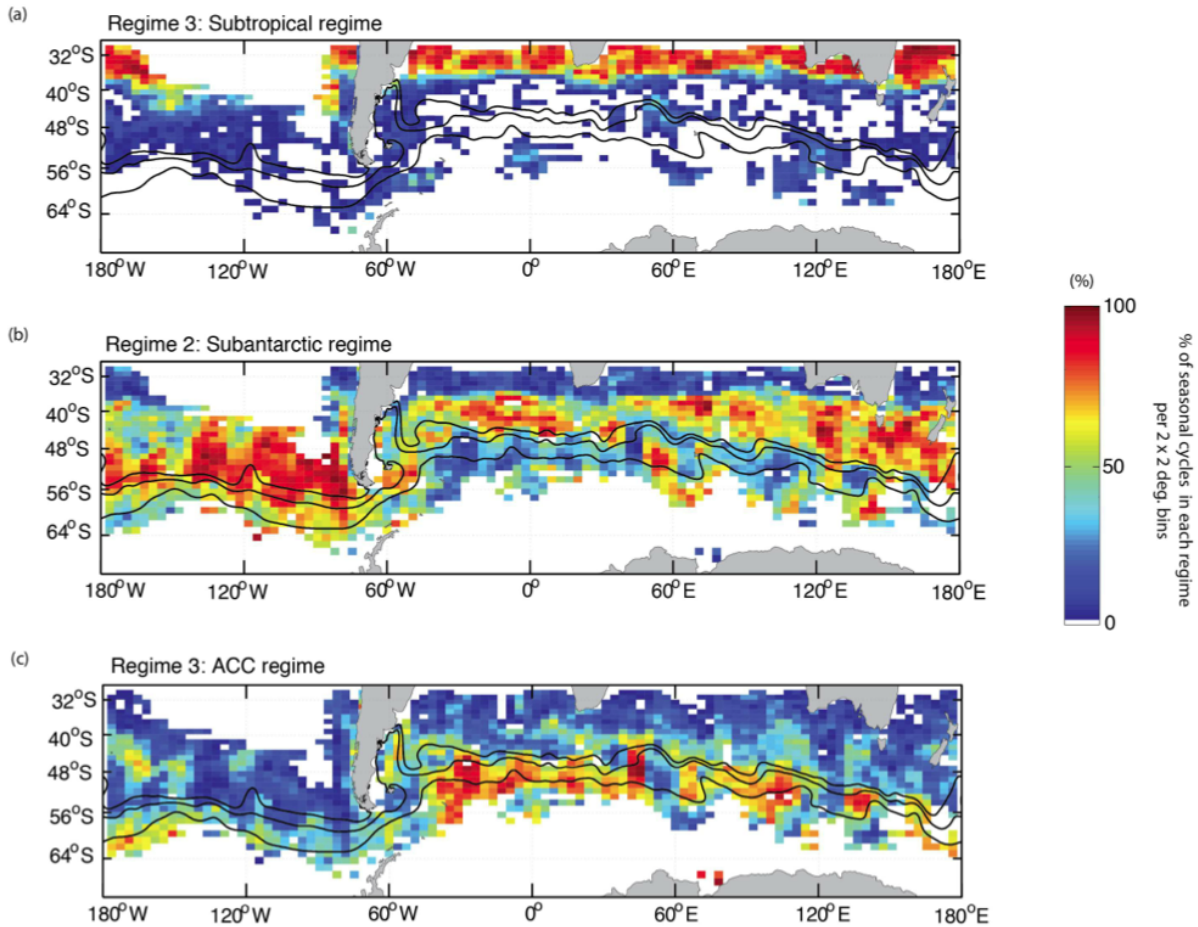 (a)
Regime 3: Subtropical regime
32°S
40°S
48°S
56°S
64°S
180°W 120°W 60°W 0° 60°E 120°E 180°E
(b)
Regime 2: Subantarctic regime
32°S
40°S
48°S
56°S
64°S
180°W 120°W 60°W 0° 60°E 120°E 180°E
(c)
Regime 3: ACC regime
32°S
40°S
48°S
56°S
64°S
180°W 120°W 60°W 0° 60°E 120°E 180°E
(%)
100
50
0
% of seasonal cycles in each regime
per 2 x 2 deg. bins